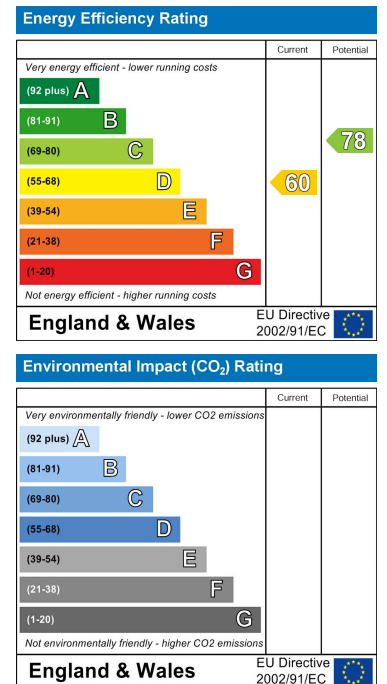 Energy Efficiency Rating
Current Potential
Very energy efficient - lower running costs
(92 plus) A
(81-91) B
(69-80) C
78
(55-68) D
60
(39-54) E
(21-38) F
(1-20) G
Not energy efficient - higher running costs
England & Wales
EU Directive
2002/91/EC
Environmental Impact (CO₂) Rating
Current Potential
Very environmentally friendly - lower CO2 emissions
(92 plus) A
(81-91) B
(69-80) C
(55-68) D
(39-54) E
(21-38) F
(1-20) G
Not environmentally friendly - higher CO2 emissions
England & Wales
EU Directive
2002/91/EC